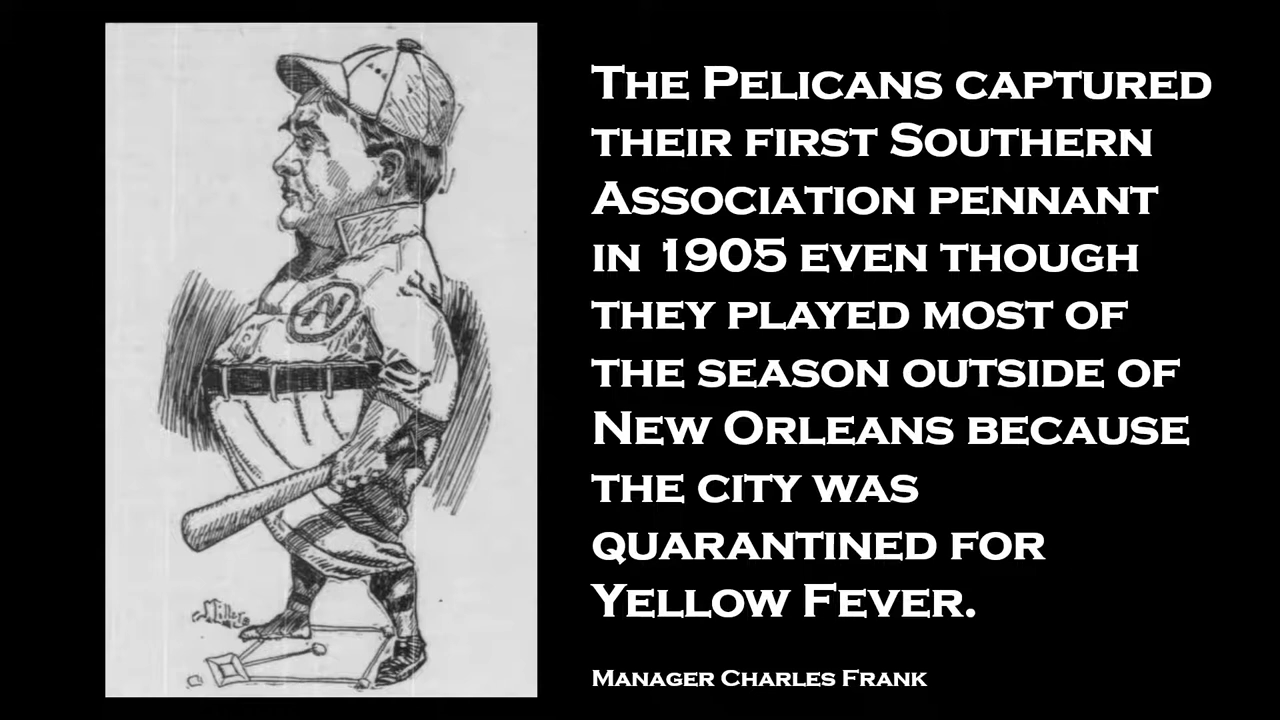 The Pelicans captured
their first Southern
Association pennant
in 1905 even though
they played most of
the season outside of
New Orleans because
the city was
quarantined for
Yellow Fever.
Manager Charles Frank
N
Miller